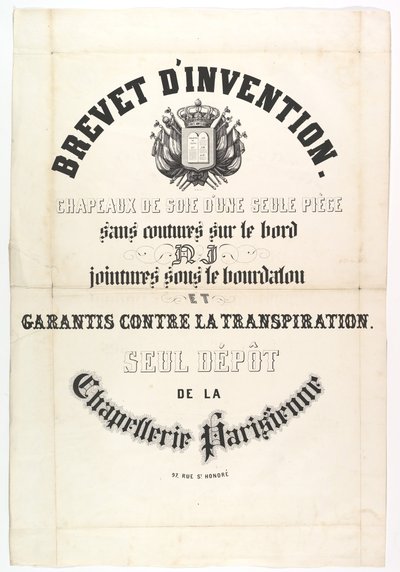 BREVET D'INVENTION.
CHAPEAUX DE SOIE D'UNE SEULE PIÈCE
sans coutures sur le bord
NI
jointures sous le bourdalou
ET
GARANTIS CONTRE LA TRANSPIRATION.
SEUL DÉPÔT
DE LA
Chapellerie Parisienne
97, RUE ST HONORÉ